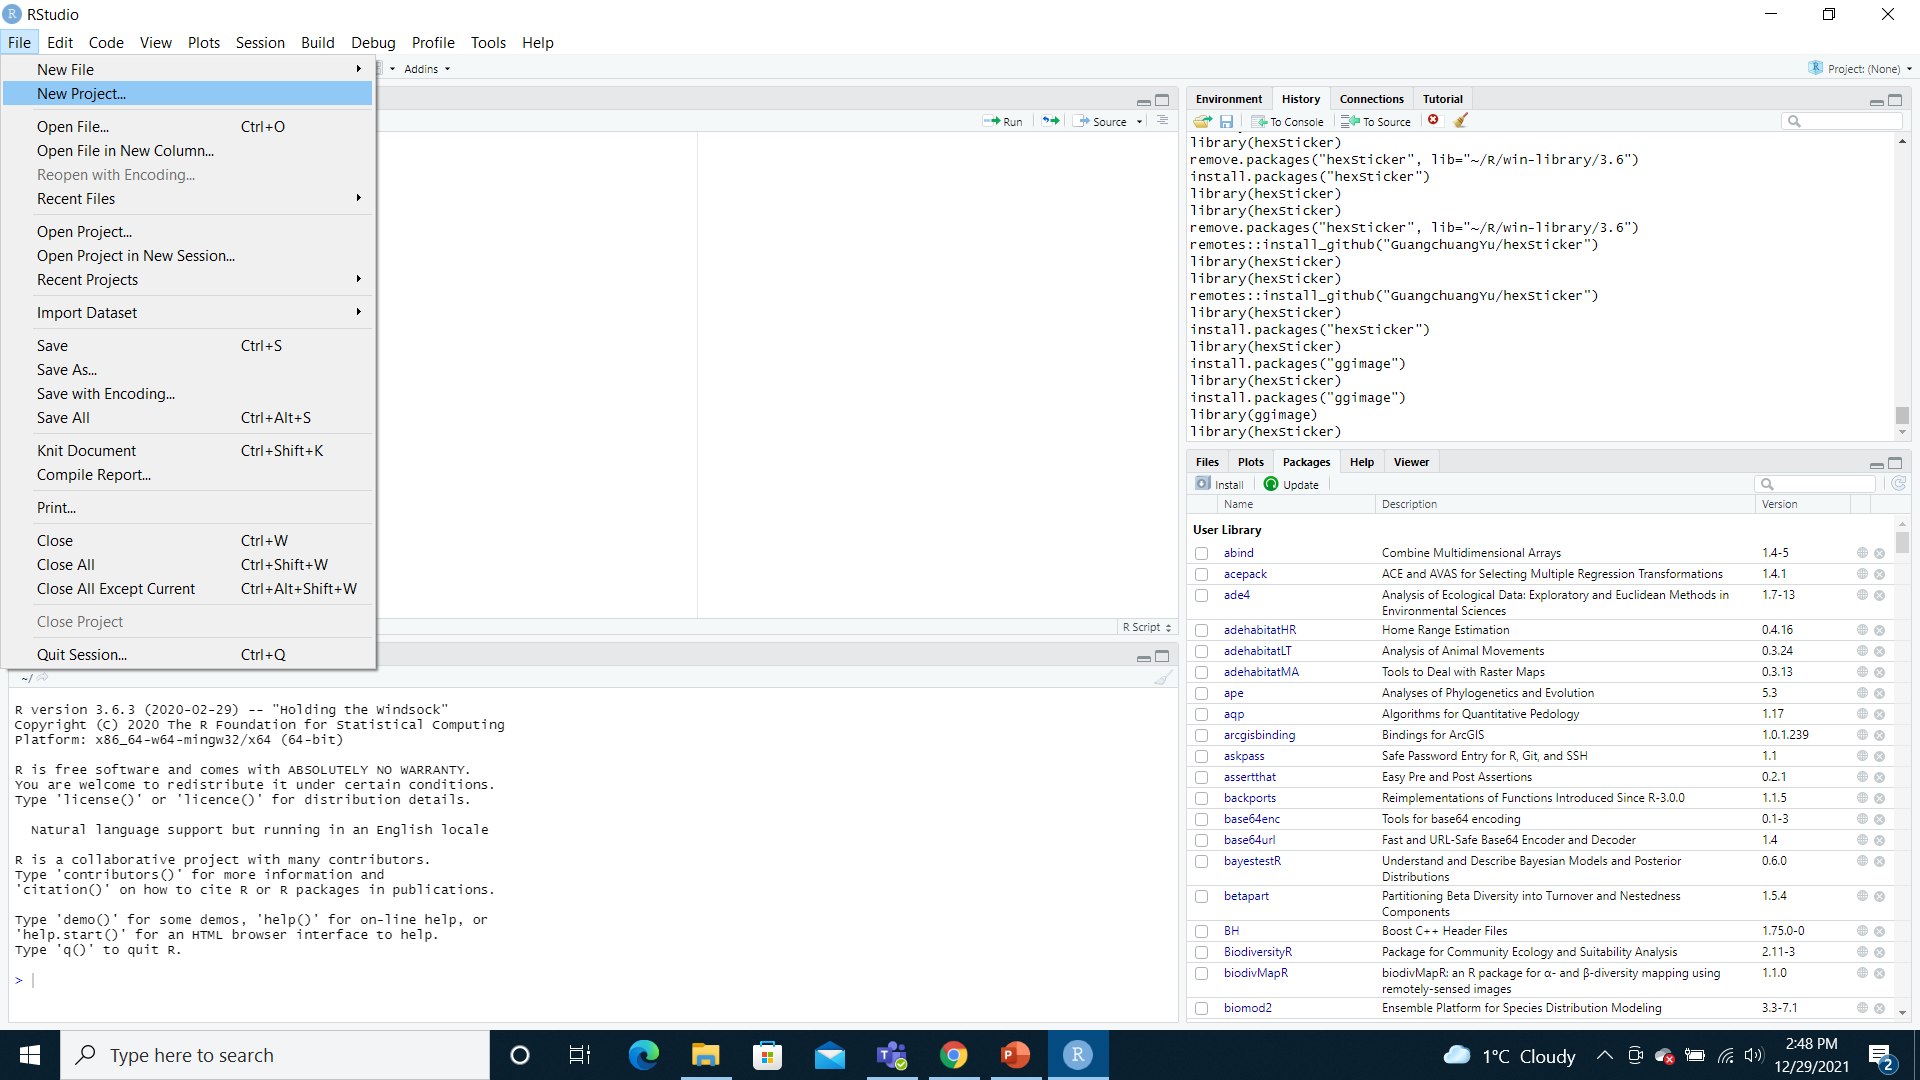 RStudio
File Edit Code View Plots Session Build Debug Profile Tools Help
Addins
Project: (None)
New File
New Project...
Open File... Ctrl+O
Open File in New Column...
Reopen with Encoding...
Recent Files
Open Project...
Open Project in New Session...
Recent Projects
Import Dataset
Save Ctrl+S
Save As...
Save with Encoding...
Save All Ctrl+Alt+S
Knit Document Ctrl+Shift+K
Compile Report...
Print...
Close Ctrl+W
Close All Ctrl+Shift+W
Close All Except Current Ctrl+Alt+Shift+W
Close Project
Quit Session... Ctrl+Q
Run Source
R Script
~/
R version 3.6.3 (2020-02-29) -- "Holding the Windsock"
Copyright (C) 2020 The R Foundation for Statistical Computing
Platform: x86_64-w64-mingw32/x64 (64-bit)
R is free software and comes with ABSOLUTELY NO WARRANTY.
You are welcome to redistribute it under certain conditions.
Type 'license()' or 'licence()' for distribution details.
Natural language support but running in an English locale
R is a collaborative project with many contributors.
Type 'contributors()' for more information and
'citation()' on how to cite R or R packages in publications.
Type 'demo()' for some demos, 'help()' for on-line help, or
'help.start()' for an HTML browser interface to help.
Type 'q()' to quit R.
>
Environment History Connections Tutorial
To Console To Source
library(hexSticker)
remove.packages("hexSticker", lib="~/R/win-library/3.6")
install.packages("hexSticker")
library(hexSticker)
library(hexSticker)
remove.packages("hexSticker", lib="~/R/win-library/3.6")
remotes::install_github("GuangchuangYu/hexSticker")
library(hexSticker)
library(hexSticker)
remotes::install_github("GuangchuangYu/hexSticker")
library(hexSticker)
install.packages("hexSticker")
library(hexSticker)
install.packages("ggimage")
library(hexSticker)
install.packages("ggimage")
library(ggimage)
library(hexSticker)
Files Plots Packages Help Viewer
Install Update
Name Description Version
User Library
abind Combine Multidimensional Arrays 1.4-5
acepack ACE and AVAS for Selecting Multiple Regression Transformations 1.4.1
ade4 Analysis of Ecological Data: Exploratory and Euclidean Methods in 1.7-13
Environmental Sciences
adehabitatHR Home Range Estimation 0.4.16
adehabitatLT Analysis of Animal Movements 0.3.24
adehabitatMA Tools to Deal with Raster Maps 0.3.13
ape Analyses of Phylogenetics and Evolution 5.3
aqp Algorithms for Quantitative Pedology 1.17
arcgisbinding Bindings for ArcGIS 1.0.1.239
askpass Safe Password Entry for R, Git, and SSH 1.1
assertthat Easy Pre and Post Assertions 0.2.1
backports Reimplementations of Functions Introduced Since R-3.0.0 1.1.5
base64enc Tools for base64 encoding 0.1-3
base64url Fast and URL-Safe Base64 Encoder and Decoder 1.4
bayestestR Understand and Describe Bayesian Models and Posterior 0.6.0
Distributions
betapart Partitioning Beta Diversity into Turnover and Nestedness 1.5.4
Components
BH Boost C++ Header Files 1.75.0-0
BiodiversityR Package for Community Ecology and Suitability Analysis 2.11-3
biodivMapR biodivMapR: an R package for α- and β-diversity mapping using 1.1.0
remotely-sensed images
biomod2 Ensemble Platform for Species Distribution Modeling 3.3-7.1
Type here to search
1°C Cloudy
2:48 PM
12/29/2021
2